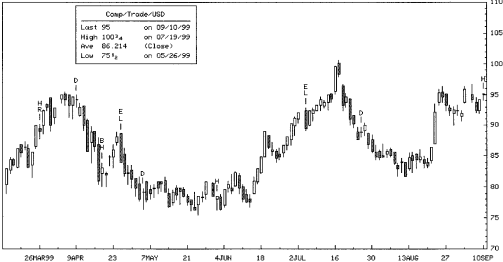 Comp/Trade/USD
Last 95 on 09/10/99
High 100¾ on 07/19/99
Ave 86.214 (Close)
Low 75½ on 05/26/99
110
105
100
95
90
85
80
75
70
H
R
D
B
H
E
L
D
H
E
L
D
H
26MAR99 9APR 23 7MAY 21 4JUN 18 2JUL 16 30 13AUG 27 10SEP